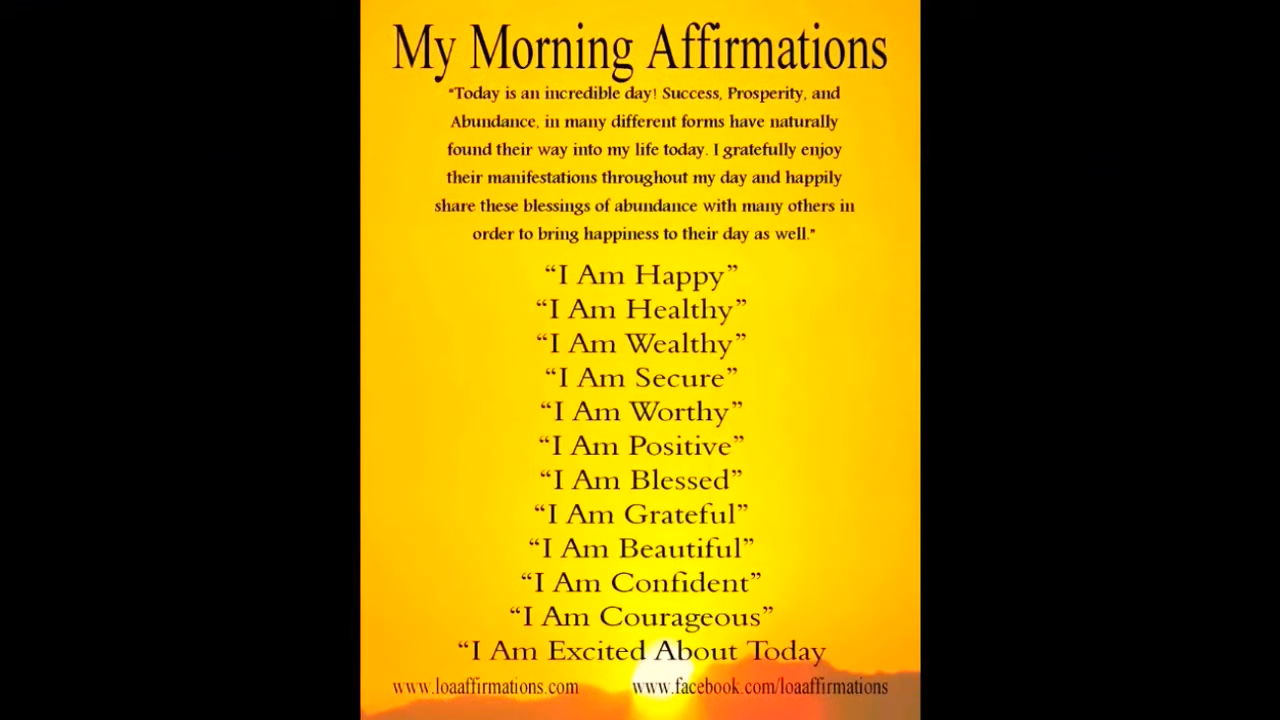 My Morning Affirmations
"Today is an incredible day! Success, Prosperity, and
Abundance, in many different forms have naturally
found their way into my life today. I gratefully enjoy
their manifestations throughout my day and happily
share these blessings of abundance with many others in
order to bring happiness to their day as well."
“I Am Happy”
“I Am Healthy”
“I Am Wealthy”
“I Am Secure”
“I Am Worthy”
“I Am Positive”
“I Am Blessed”
“I Am Grateful”
“I Am Beautiful”
“I Am Confident”
“I Am Courageous”
“I Am Excited About Today
www.loaaffirmations.com www.facebook.com/loaaffirmations